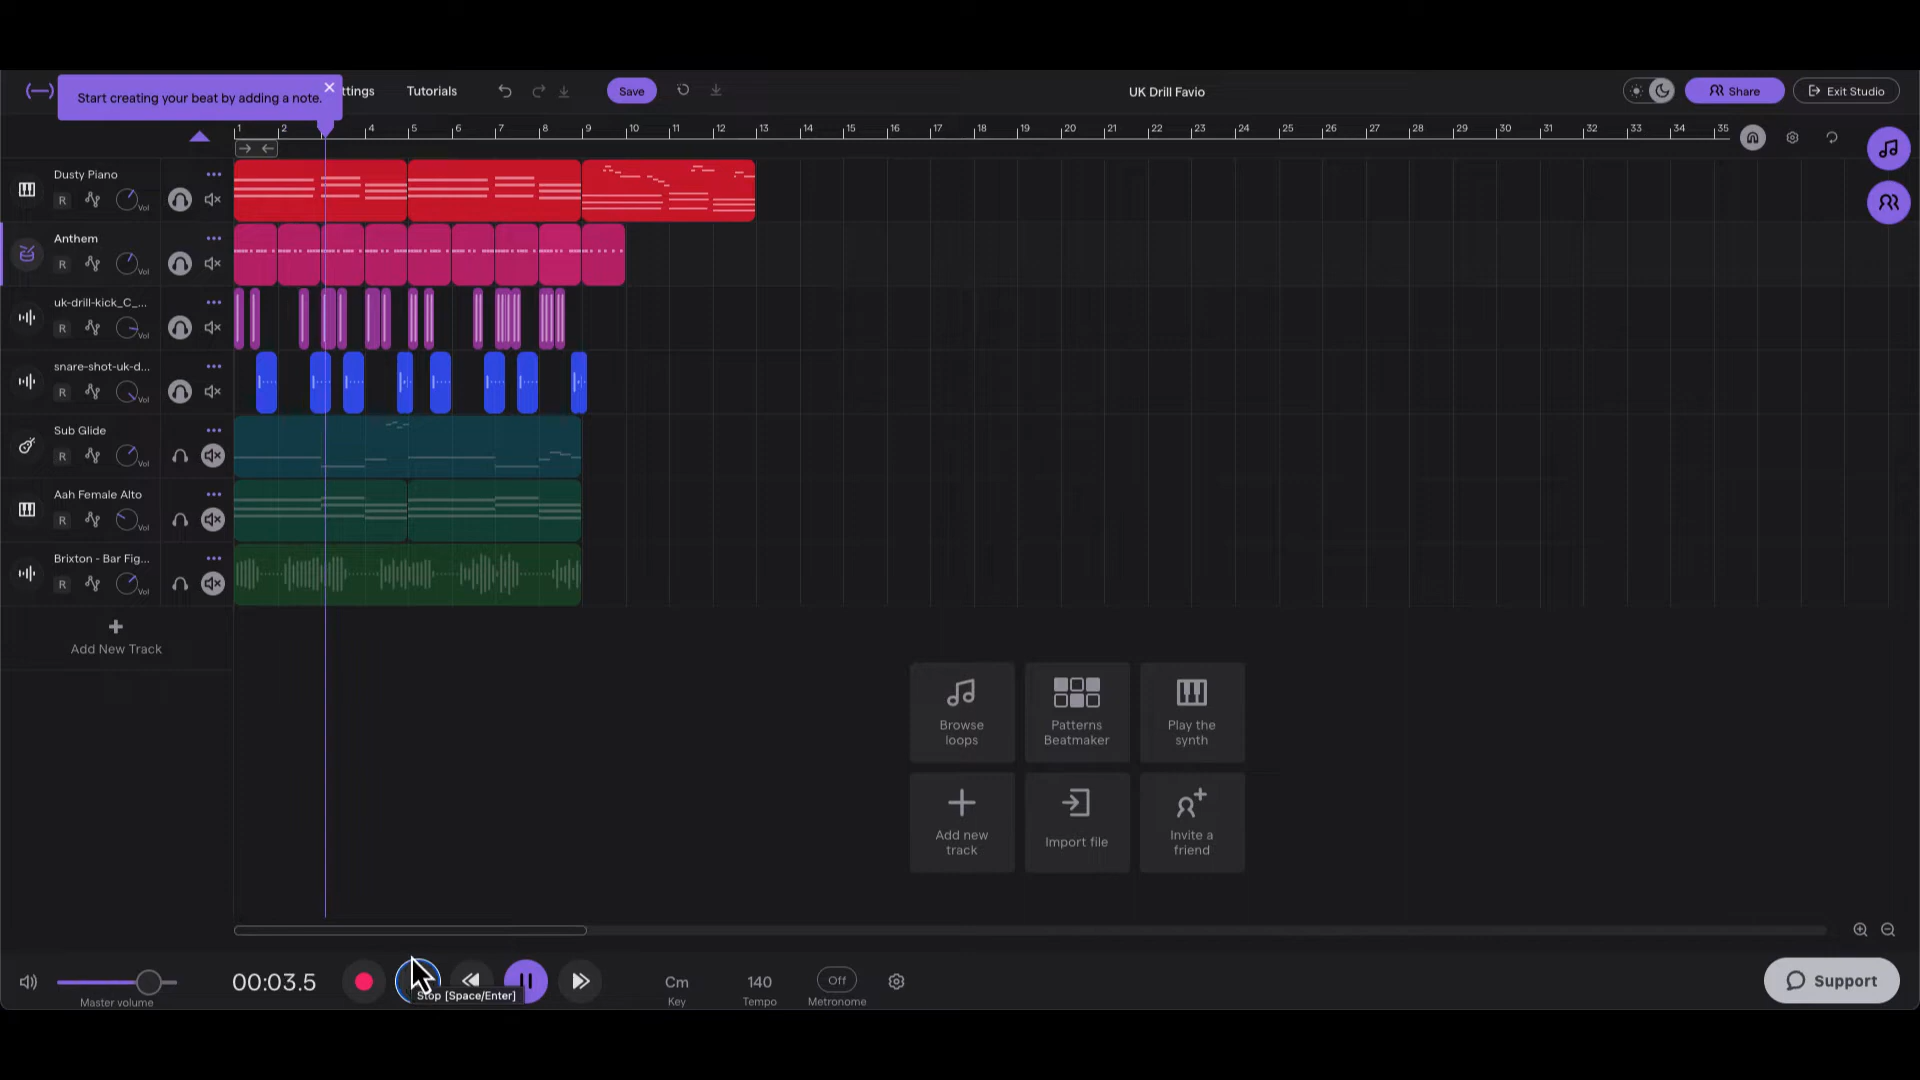 Start creating your beat by adding a note.
ttings
Tutorials
Save
UK Drill Favio
Share
Exit Studio
1 2 4 5 6 7 8 9 10 11 12 13 14 15 16 17 18 19 20 21 22 23 24 25 26 27 28 29 30 31 32 33 34 35
Dusty Piano
R Vol
Anthem
R Vol
uk-drill-kick_C_...
R Vol
snare-shot-uk-d...
R Vol
Sub Glide
R Vol
Aah Female Alto
R Vol
Brixton - Bar Fig...
R Vol
Add New Track
Browse
loops
Patterns
Beatmaker
Play the
synth
Add new
track
Import file
Invite a
friend
Master volume
00:03.5
Stop [Space/Enter]
Cm
Key
140
Tempo
Off
Metronome
Support